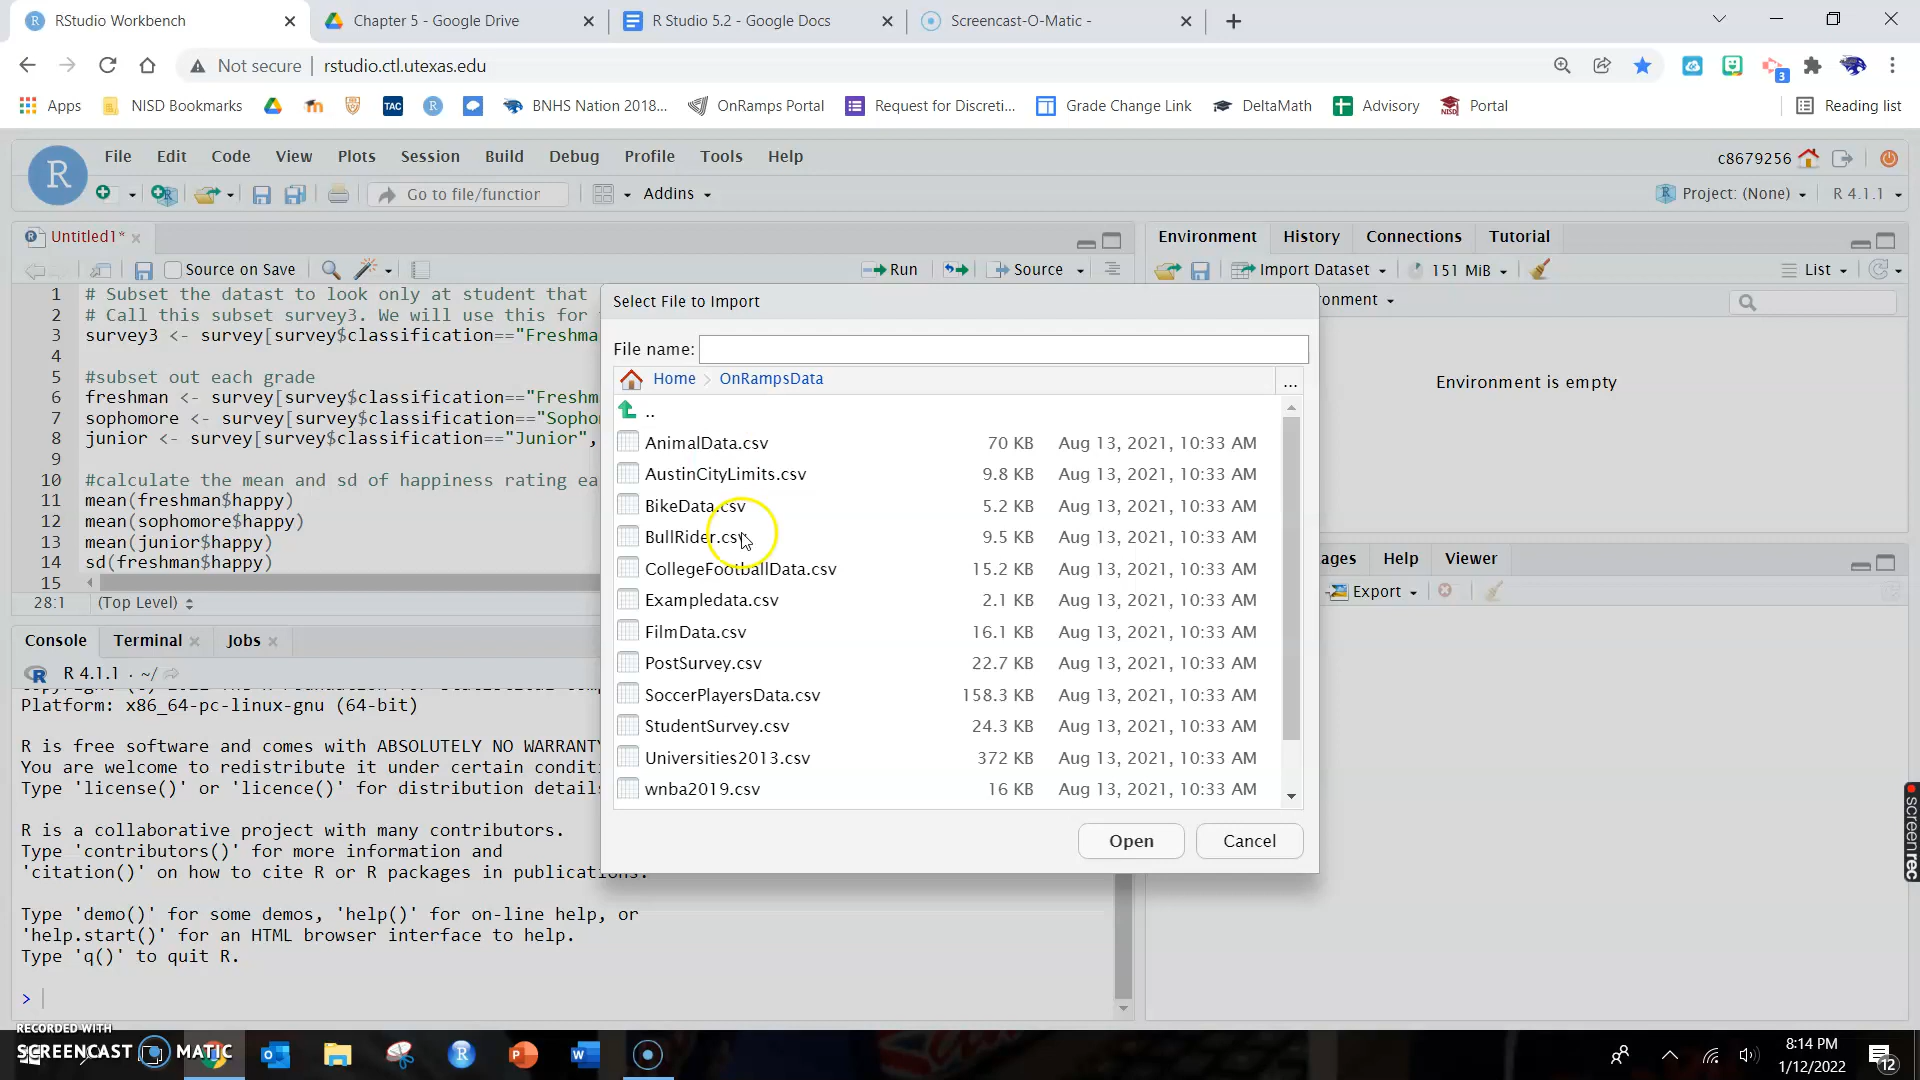 RStudio Workbench
Chapter 5 - Google Drive
R Studio 5.2 - Google Docs
Screencast-O-Matic -
Not secure
rstudio.ctl.utexas.edu
3
Apps
NISD Bookmarks
TAC
BNHS Nation 2018...
OnRamps Portal
Request for Discreti...
Grade Change Link
DeltaMath
Advisory
Portal
Reading list
R
File Edit Code View Plots Session Build Debug Profile Tools Help
c8679256
Go to file/function
Addins
Project: (None)
R 4.1.1
Untitled1*
Source on Save
Run
Source
1 # Subset the datast to look only at student that
2 # Call this subset survey3. We will use this for
3 survey3 <- survey[survey$classification=="Freshma
4
5 #subset out each grade
6 freshman <- survey[survey$classification=="Freshm
7 sophomore <- survey[survey$classification=="Sopho
8 junior <- survey[survey$classification=="Junior",
9
10 #calculate the mean and sd of happiness rating ea
11 mean(freshman$happy)
12 mean(sophomore$happy)
13 mean(junior$happy)
14 sd(freshman$happy)
15
28:1 (Top Level)
Console Terminal Jobs
R 4.1.1 . ~/
Platform: x86_64-pc-linux-gnu (64-bit)
R is free software and comes with ABSOLUTELY NO WARRANTY
You are welcome to redistribute it under certain conditi
Type 'license()' or 'licence()' for distribution details
R is a collaborative project with many contributors.
Type 'contributors()' for more information and
'citation()' on how to cite R or R packages in publications.
Type 'demo()' for some demos, 'help()' for on-line help, or
'help.start()' for an HTML browser interface to help.
Type 'q()' to quit R.
>
Environment History Connections Tutorial
Import Dataset
151 MiB
List
ronment
Environment is empty
ages Help Viewer
Export
Select File to Import
File name:
Home > OnRampsData
...
..
AnimalData.csv 70 KB Aug 13, 2021, 10:33 AM
AustinCityLimits.csv 9.8 KB Aug 13, 2021, 10:33 AM
BikeData.csv 5.2 KB Aug 13, 2021, 10:33 AM
BullRider.csv 9.5 KB Aug 13, 2021, 10:33 AM
CollegeFootballData.csv 15.2 KB Aug 13, 2021, 10:33 AM
Exampledata.csv 2.1 KB Aug 13, 2021, 10:33 AM
FilmData.csv 16.1 KB Aug 13, 2021, 10:33 AM
PostSurvey.csv 22.7 KB Aug 13, 2021, 10:33 AM
SoccerPlayersData.csv 158.3 KB Aug 13, 2021, 10:33 AM
StudentSurvey.csv 24.3 KB Aug 13, 2021, 10:33 AM
Universities2013.csv 372 KB Aug 13, 2021, 10:33 AM
wnba2019.csv 16 KB Aug 13, 2021, 10:33 AM
Open
Cancel
screenrec
RECORDED WITH
SCREENCAST MATIC
8:14 PM
1/12/2022
12